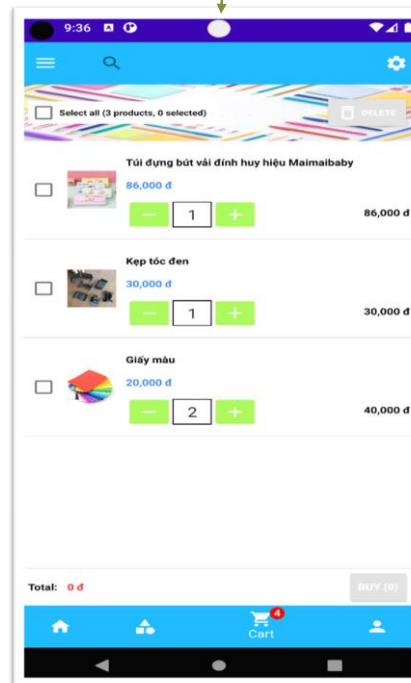 9:36
Select all (3 products, 0 selected)
DELETE
Túi đựng bút vải đính huy hiệu Maimaibaby
86,000 đ
1
86,000 đ
Kẹp tóc đen
30,000 đ
1
30,000 đ
Giấy màu
20,000 đ
2
40,000 đ
Total: 0 đ
BUY (0)
4
Cart